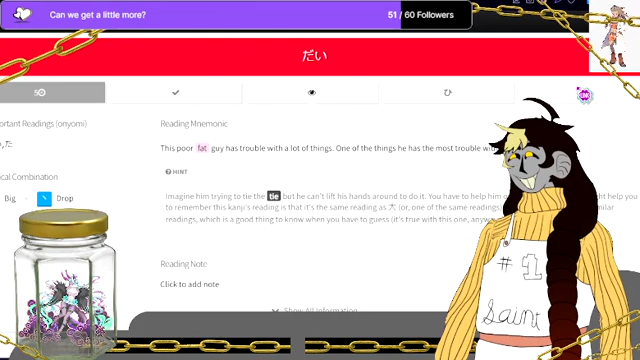 Can we get a little more?
51 / 60 Followers
だい
ひ
ortant Readings (onyomi)
Reading Mnemonic
This poor fat guy has trouble with a lot of things. One of the things he has the most trouble
HINT
Imagine him trying to tie the tie but he can't lift his hands around to do it. You have to help him
ght help you
cal Combination
Big
Drop
to remember this kanji's reading is that it's the same reading as
(or, one of the same readings
milar
readings, which is a good thing to know when you have to guess (it's true with this one,
Reading Note
Click to add note
Show All Information
# 1
Saint